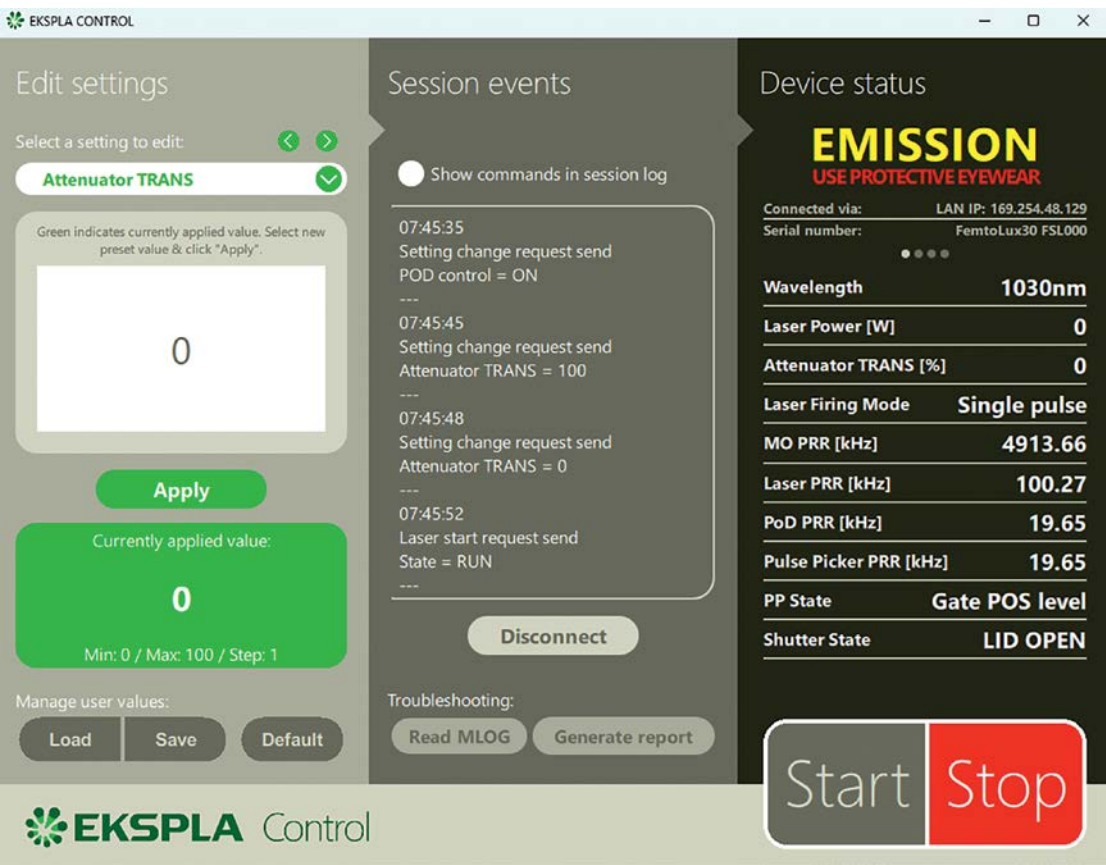 EKSPLA CONTROL
Edit settings
Select a setting to edit:
Attenuator TRANS
Green indicates currently applied value. Select new
preset value & click "Apply".
0
Apply
Currently applied value:
0
Min: 0 / Max: 100 / Step: 1
Manage user values:
Load
Save
Default
Session events
Show commands in session log
07:45:35
Setting change request send
POD control = ON
---
07:45:45
Setting change request send
Attenuator TRANS = 100
---
07:45:48
Setting change request send
Attenuator TRANS = 0
---
07:45:52
Laser start request send
State = RUN
---
Disconnect
Troubleshooting:
Read MLOG
Generate report
Device status
EMISSION
USE PROTECTIVE EYEWEAR
Connected via: LAN IP: 169.254.48.129
Serial number: FemtoLux30 FSL000
Wavelength 1030nm
Laser Power [W] 0
Attenuator TRANS [%] 0
Laser Firing Mode Single pulse
MO PRR [kHz] 4913.66
Laser PRR [kHz] 100.27
PoD PRR [kHz] 19.65
Pulse Picker PRR [kHz] 19.65
PP State Gate POS level
Shutter State LID OPEN
Start
Stop
EKSPLA Control